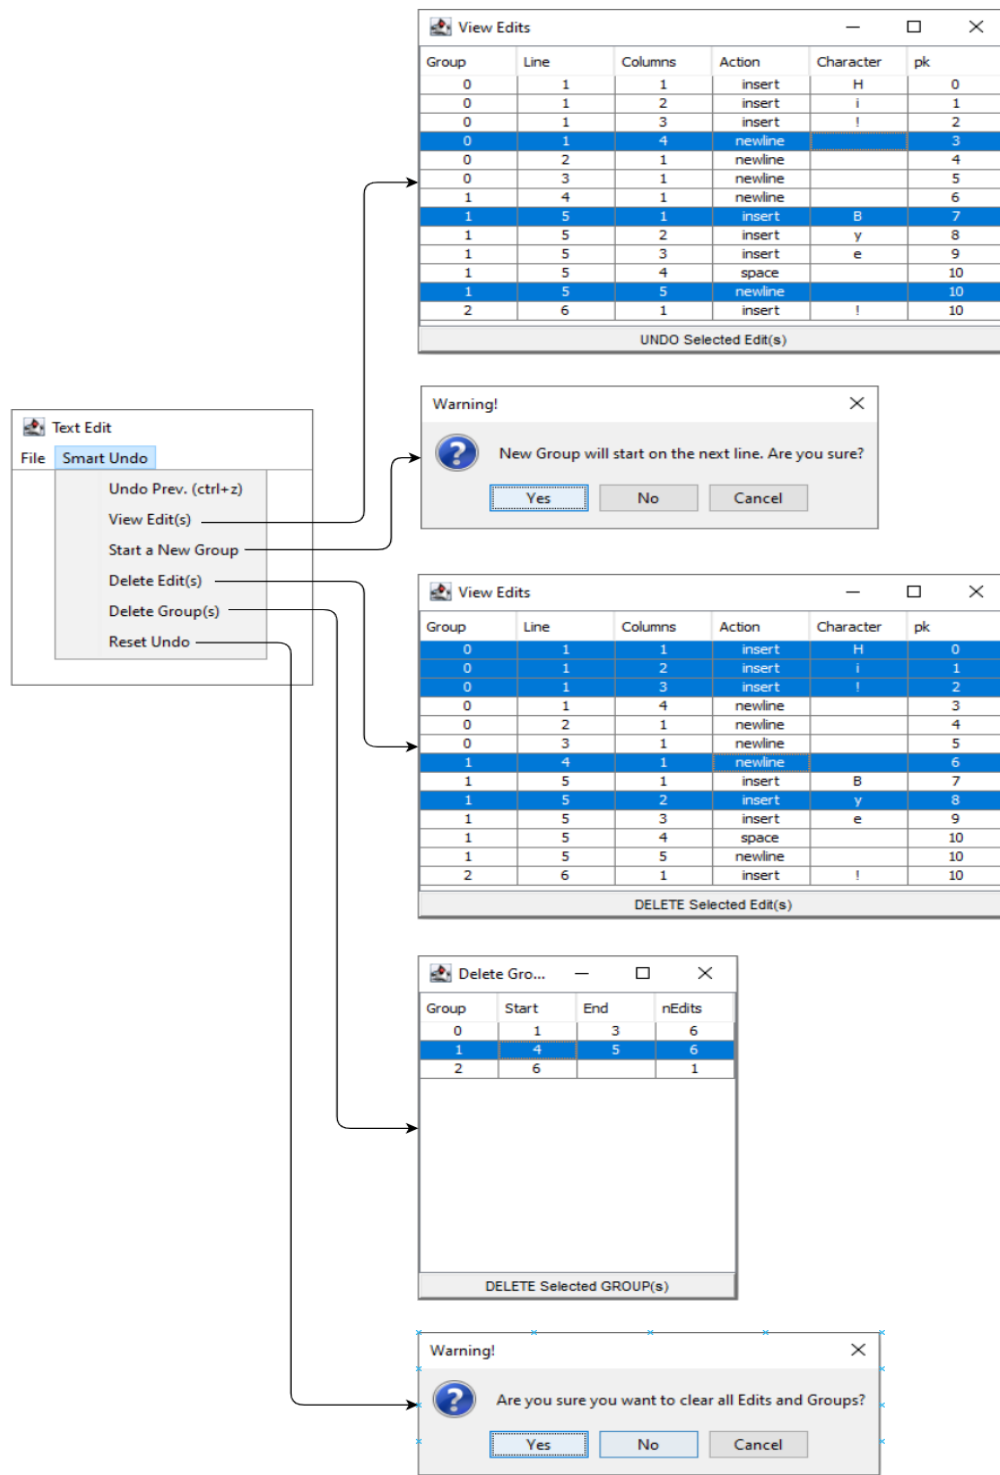 View Edits
Group Line Columns Action Character pk
0 1 1 insert H 0
0 1 2 insert i 1
0 1 3 insert ! 2
0 1 4 newline 3
0 2 1 newline 4
0 3 1 newline 5
1 4 1 newline 6
1 5 1 insert B 7
1 5 2 insert y 8
1 5 3 insert e 9
1 5 4 space 10
1 5 5 newline 10
2 6 1 insert ! 10
UNDO Selected Edit(s)
Warning!
New Group will start on the next line. Are you sure?
Yes No Cancel
Text Edit
File Smart Undo
Undo Prev. (ctrl+z)
View Edit(s)
Start a New Group
Delete Edit(s)
Delete Group(s)
Reset Undo
View Edits
Group Line Columns Action Character pk
0 1 1 insert H 0
0 1 2 insert i 1
0 1 3 insert ! 2
0 1 4 newline 3
0 2 1 newline 4
0 3 1 newline 5
1 4 1 newline 6
1 5 1 insert B 7
1 5 2 insert y 8
1 5 3 insert e 9
1 5 4 space 10
1 5 5 newline 10
2 6 1 insert ! 10
DELETE Selected Edit(s)
Delete Gro...
Group Start End nEdits
0 1 3 6
1 4 5 6
2 6 1
DELETE Selected GROUP(s)
Warning!
Are you sure you want to clear all Edits and Groups?
Yes No Cancel